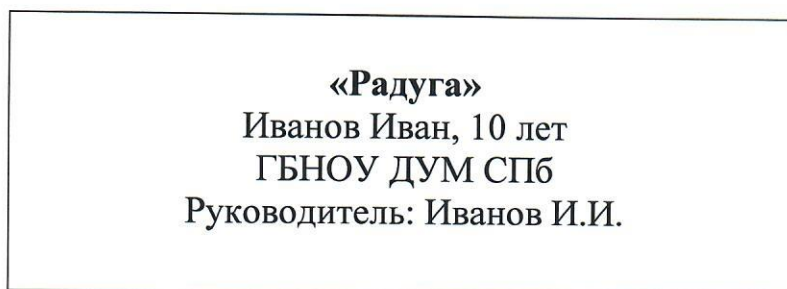 «Радуга»
Иванов Иван, 10 лет
ГБНОУ ДУМ СПб
Руководитель: Иванов И.И.